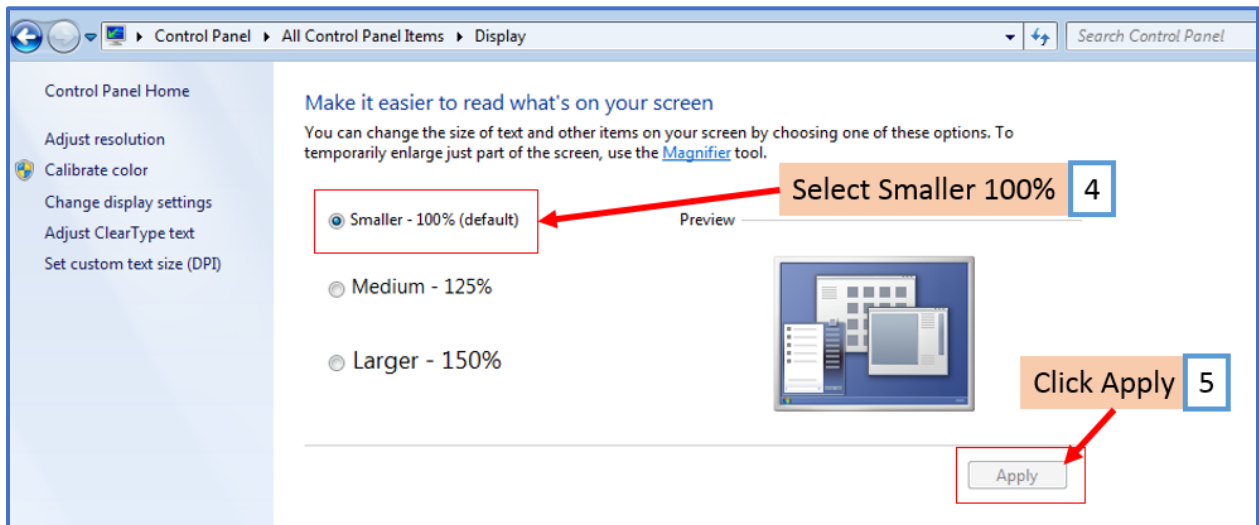 Control Panel ▸ All Control Panel Items ▸ Display
Search Control Panel
Control Panel Home
Adjust resolution
Calibrate color
Change display settings
Adjust ClearType text
Set custom text size (DPI)
Make it easier to read what's on your screen
You can change the size of text and other items on your screen by choosing one of these options. To
temporarily enlarge just part of the screen, use the Magnifier tool.
Select Smaller 100% 4
Smaller - 100% (default)
Preview
Medium - 125%
Larger - 150%
Click Apply 5
Apply